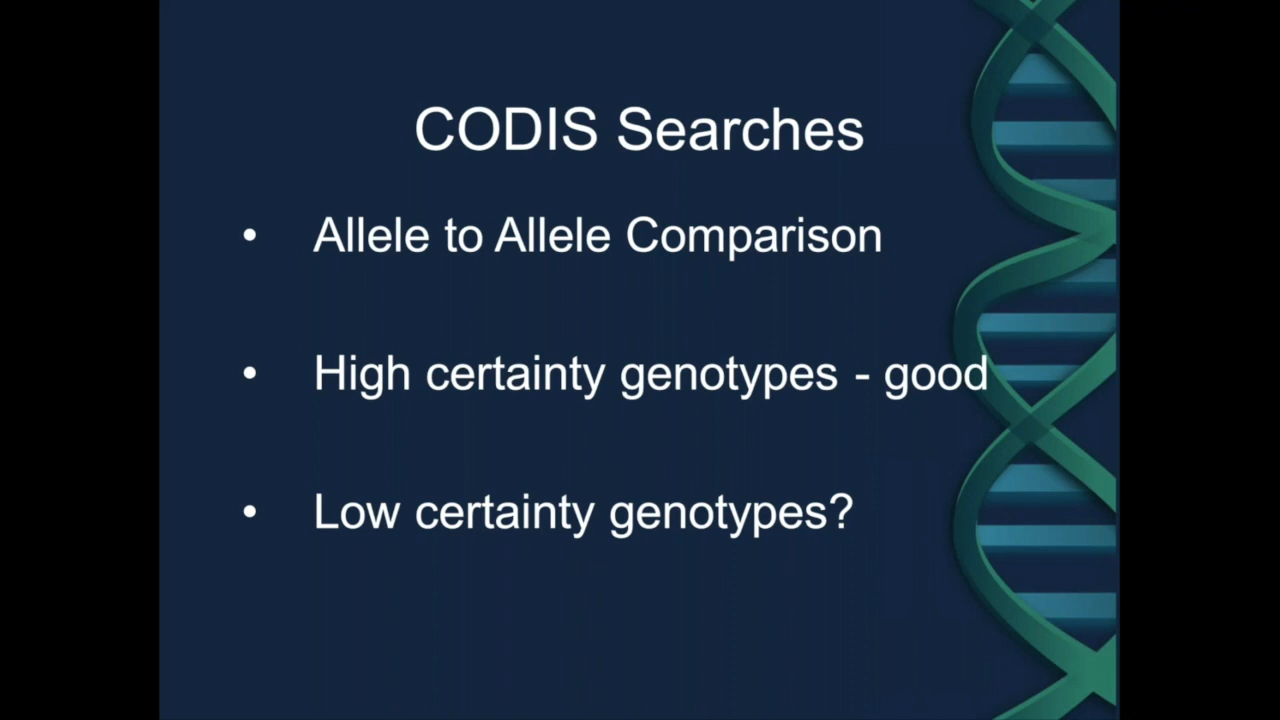 CODIS Searches
• Allele to Allele Comparison
• High certainty genotypes - good
• Low certainty genotypes?